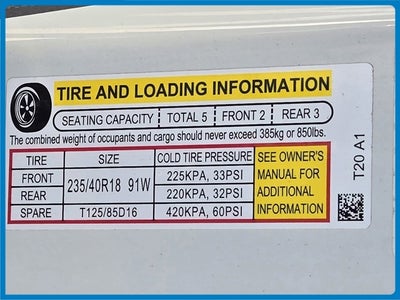 TIRE AND LOADING INFORMATION
SEATING CAPACITY | TOTAL 5 | FRONT 2 | REAR 3
The combined weight of occupants and cargo should never exceed 385kg or 850lbs.
TIRE SIZE COLD TIRE PRESSURE SEE OWNER'S MANUAL FOR ADDITIONAL INFORMATION
FRONT 235/40R18 91W 225KPA, 33PSI
REAR 220KPA, 32PSI
SPARE T125/85D16 420KPA, 60PSI
T20 A1